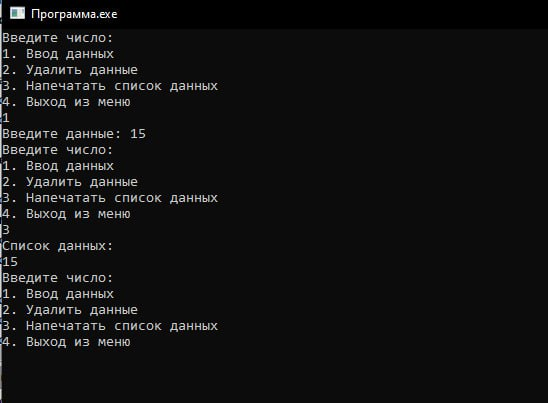 Программа.exe
Введите число:
1. Ввод данных
2. Удалить данные
3. Напечатать список данных
4. Выход из меню
1
Введите данные: 15
Введите число:
1. Ввод данных
2. Удалить данные
3. Напечатать список данных
4. Выход из меню
3
Список данных:
15
Введите число:
1. Ввод данных
2. Удалить данные
3. Напечатать список данных
4. Выход из меню